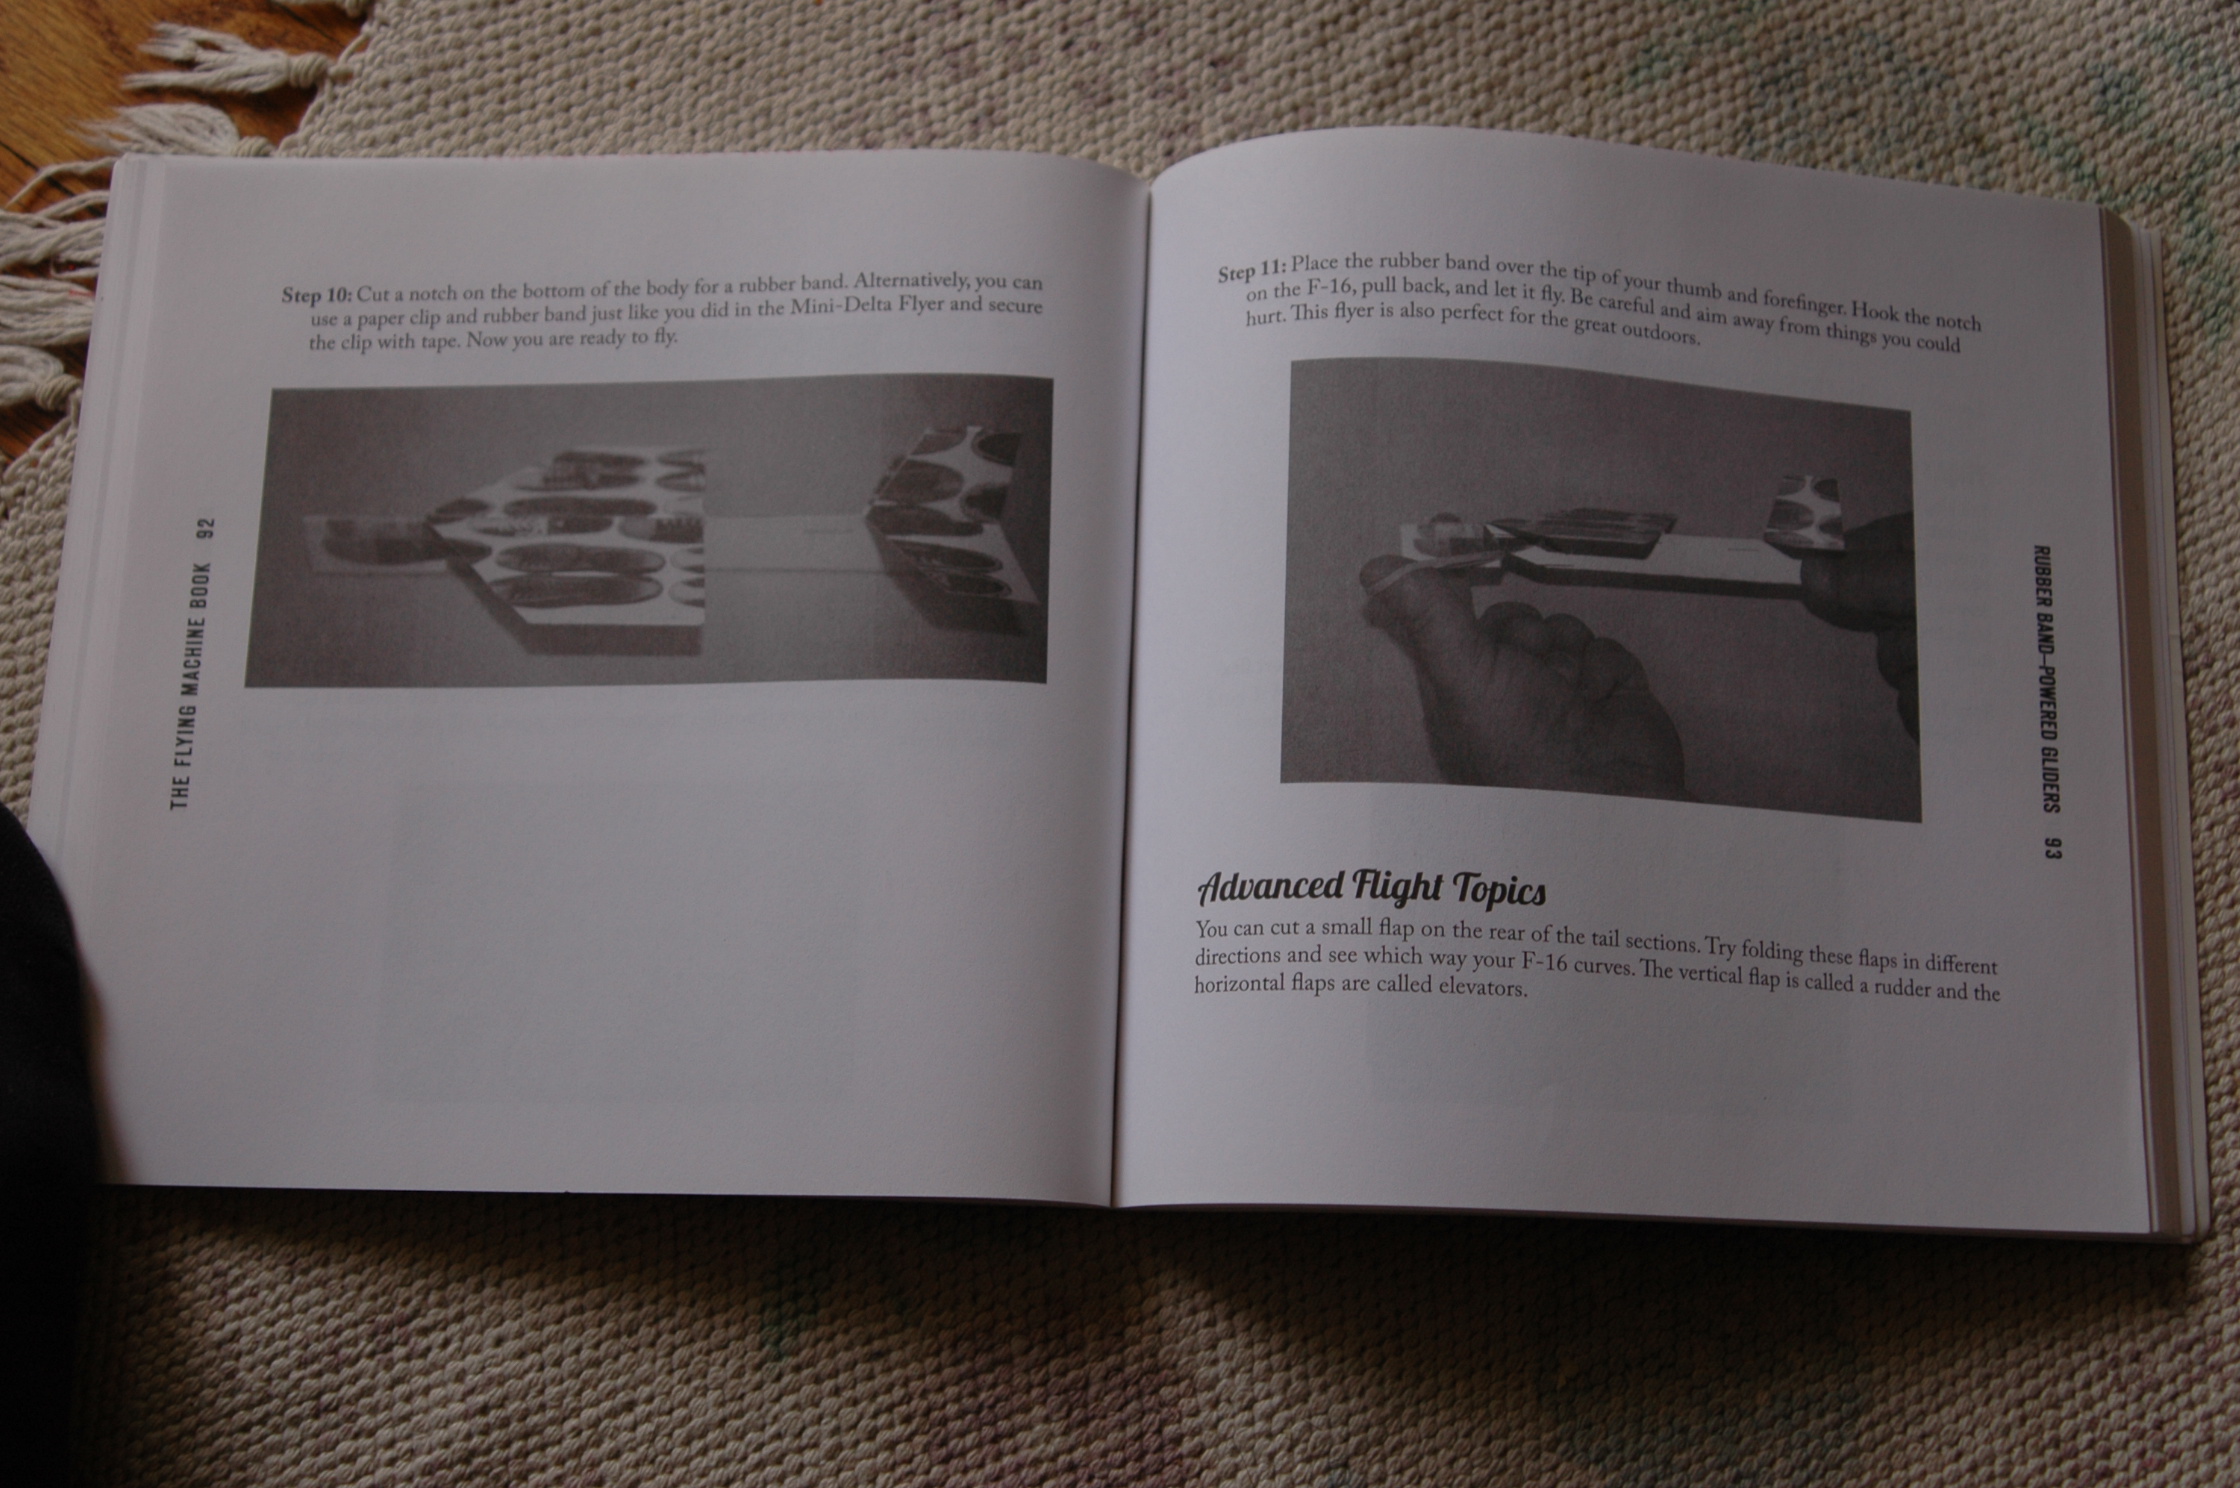 Step 10: Cut a notch on the bottom of the body for a rubber band. Alternatively, you can
use a paper clip and rubber band just like you did in the Mini-Delta Flyer and secure
the clip with tape. Now you are ready to fly.
THE FLYING MACHINE BOOK 92
Step 11: Place the rubber band over the tip of your thumb and forefinger. Hook the notch
on the F-16, pull back, and let it fly. Be careful and aim away from things you could
hurt. This flyer is also perfect for the great outdoors.
RUBBER BAND–POWERED GLIDERS 93
Advanced Flight Topics
You can cut a small flap on the rear of the tail sections. Try folding these flaps in different
directions and see which way your F-16 curves. The vertical flap is called a rudder and the
horizontal flaps are called elevators.